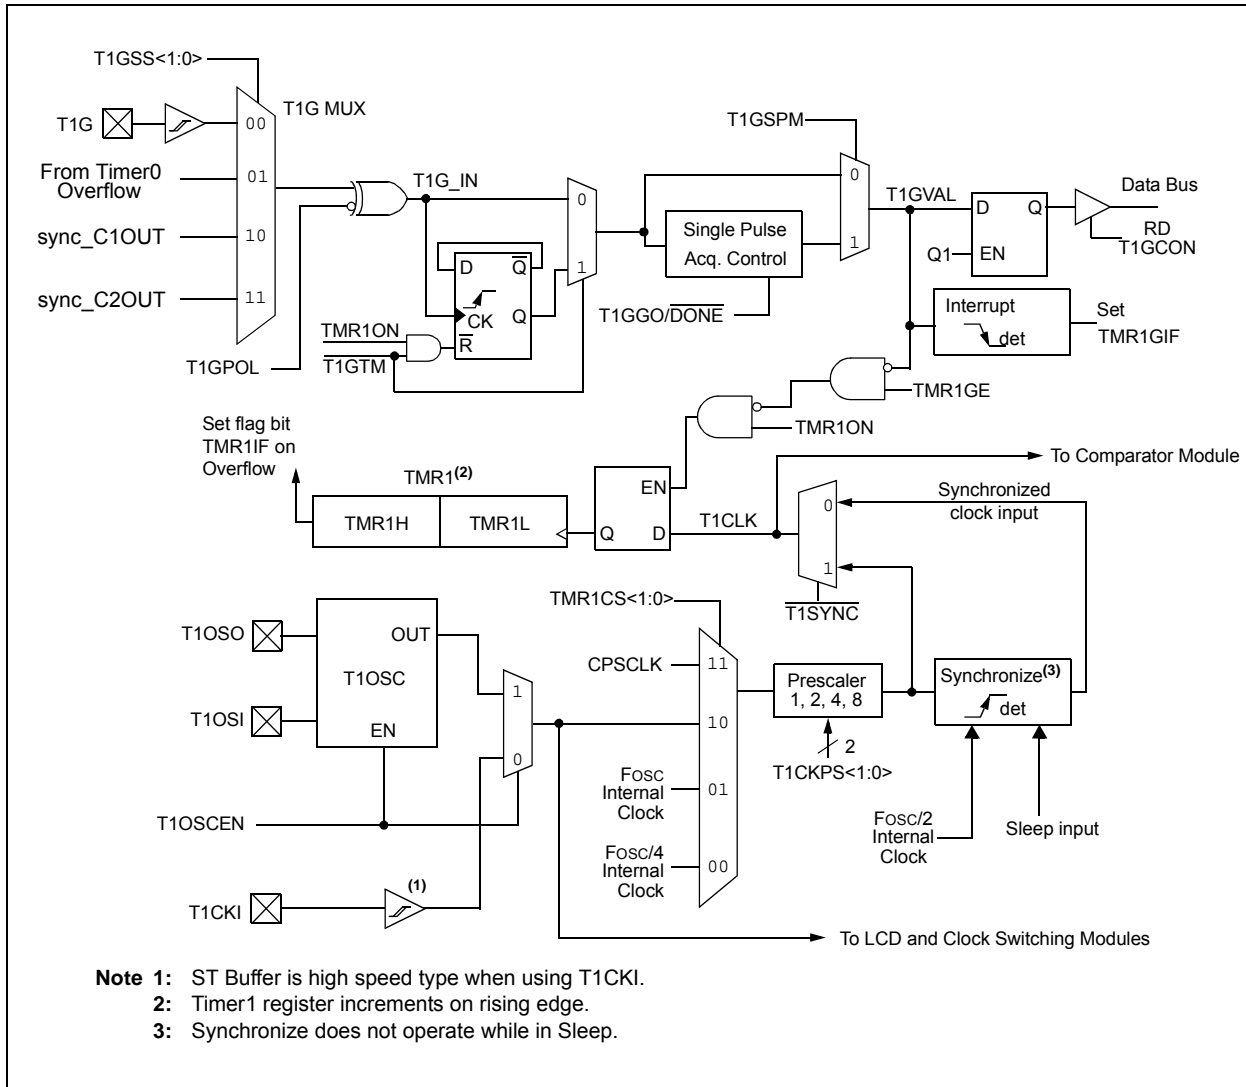 T1GSS<1:0>
T1G MUX
T1G
00
T1GSPM
From Timer0
Overflow
01
T1G_IN
0
0
T1GVAL
D
Q
Data Bus
sync_C1OUT
10
Single Pulse
Acq. Control
1
RD
T1GCON
Q1
EN
sync_C2OUT
11
D
Q
1
CK
Q
R
T1GGO/DONE
Interrupt
det
Set
TMR1GIF
TMR1ON
T1GTM
T1GPOL
TMR1GE
TMR1ON
Set flag bit
TMR1IF on
Overflow
TMR1(2)
To Comparator Module
EN
Synchronized
clock input
0
TMR1H
TMR1L
Q
D
T1CLK
1
TMR1CS<1:0>
T1SYNC
T1OSO
OUT
T1OSC
CPSCLK
11
Prescaler
1, 2, 4, 8
Synchronize(3)
det
1
T1OSI
EN
10
2
T1CKPS<1:0>
0
FOSC
Internal
Clock
01
T1OSCEN
FOSC/2
Internal
Clock
Sleep input
FOSC/4
Internal
Clock
00
(1)
T1CKI
To LCD and Clock Switching Modules
Note 1: ST Buffer is high speed type when using T1CKI.
2: Timer1 register increments on rising edge.
3: Synchronize does not operate while in Sleep.